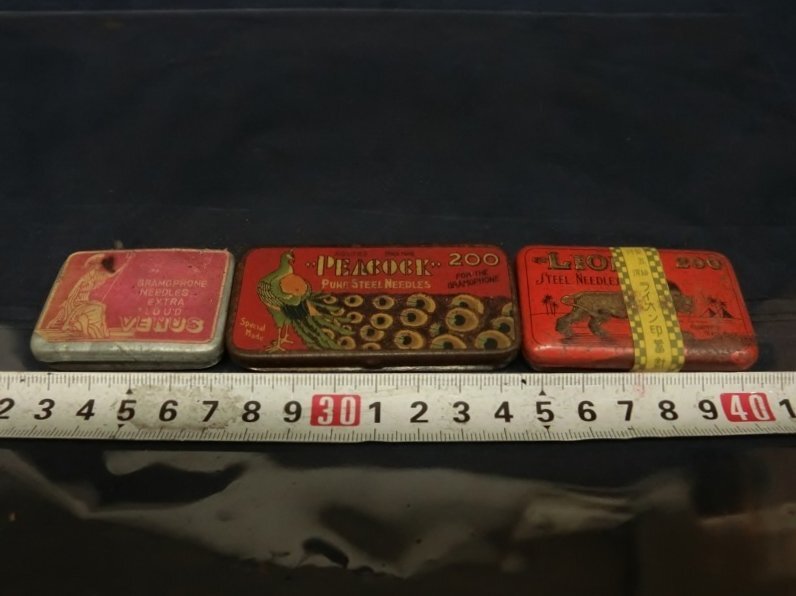 GRAMOPHONE
NEEDLES
EXTRA
LOUD
VENUS
"PEACOCK" 200
PURE STEEL NEEDLES
FOR THE
GRAMOPHONE
Special
Made
LION 200
STEEL NEEDLES
ライオン印
2 3 4 5 6 7 8 9 30 1 2 3 4 5 6 7 8 9 40 1